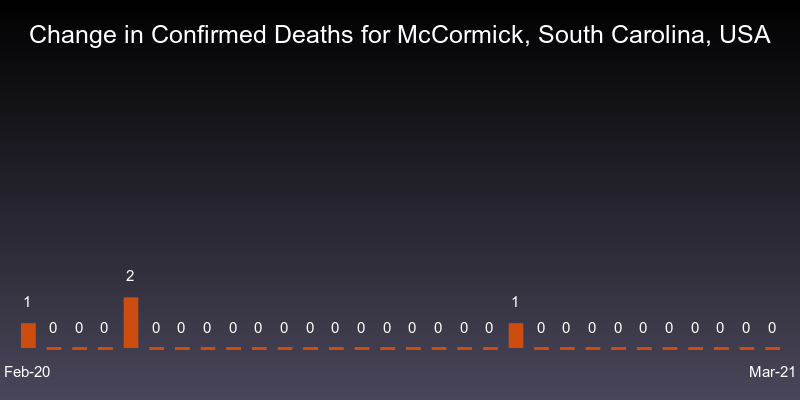 Change in Confirmed Deaths for McCormick, South Carolina, USA
2
1 1
0 0 0 0 0 0 0 0 0 0 0 0 0 0 0 0 0 0 0 0 0 0 0 0 0 0 0
Feb-20 Mar-21